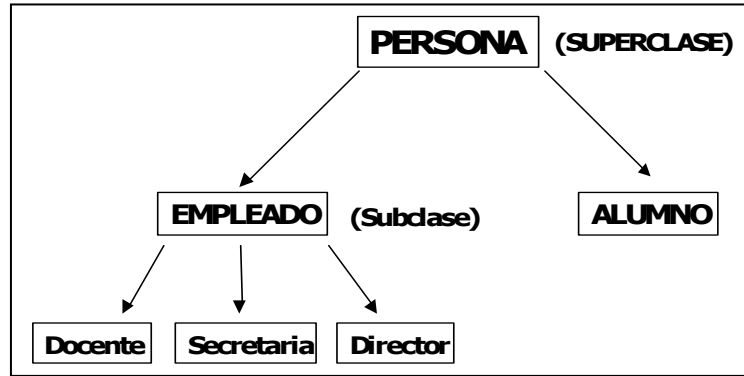 PERSONA (SUPERCLASE)
EMPLEADO (Subclase) ALUMNO
Docente Secretaria Director